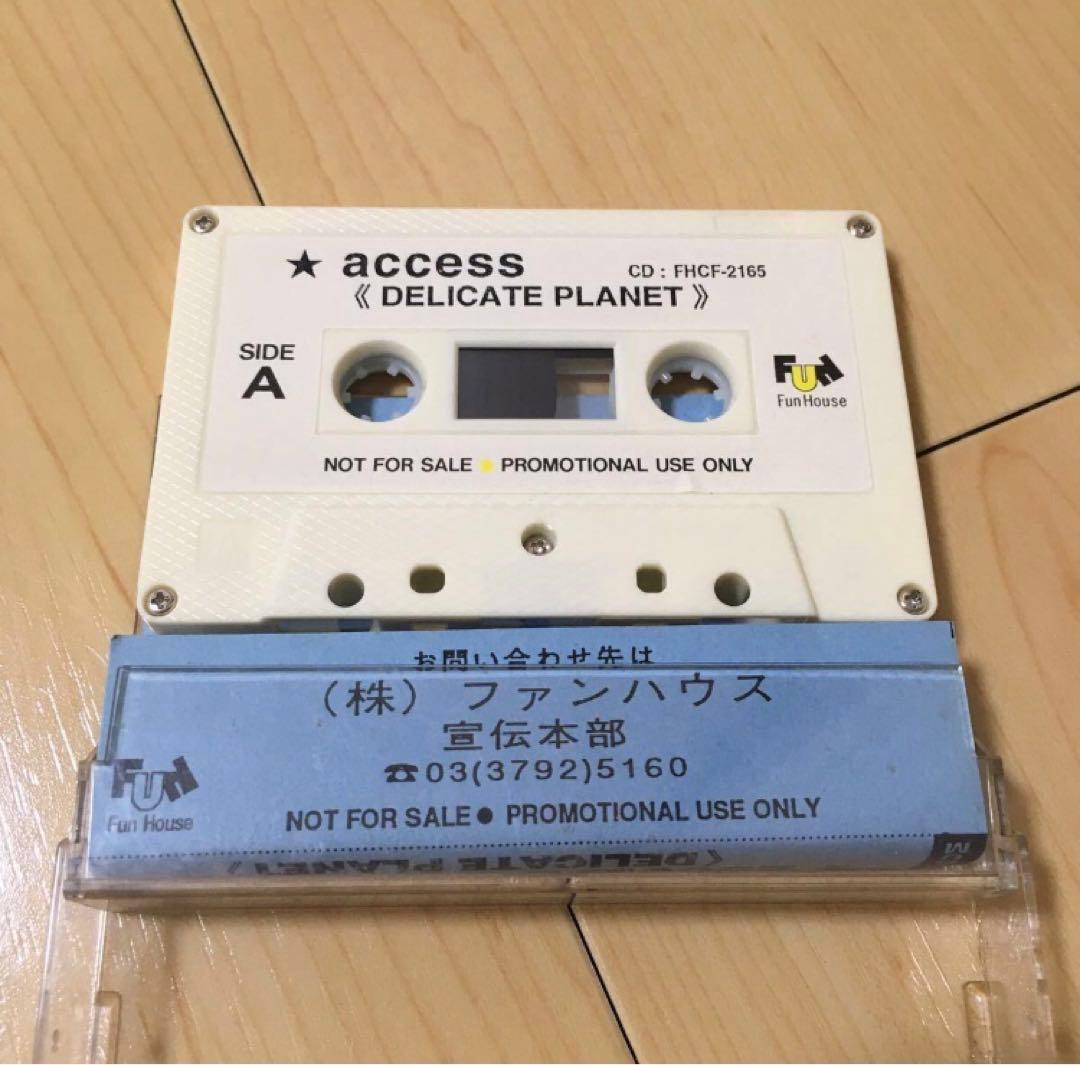 ★ access CD : FHCF-2165
《 DELICATE PLANET 》
SIDE
A
FUN
Fun House
NOT FOR SALE ● PROMOTIONAL USE ONLY
お問い合わせ先は
（株）ファンハウス
宣伝本部
☎03(3792)5160
FUN
Fun House
NOT FOR SALE ● PROMOTIONAL USE ONLY
《DELICATE PLANET》